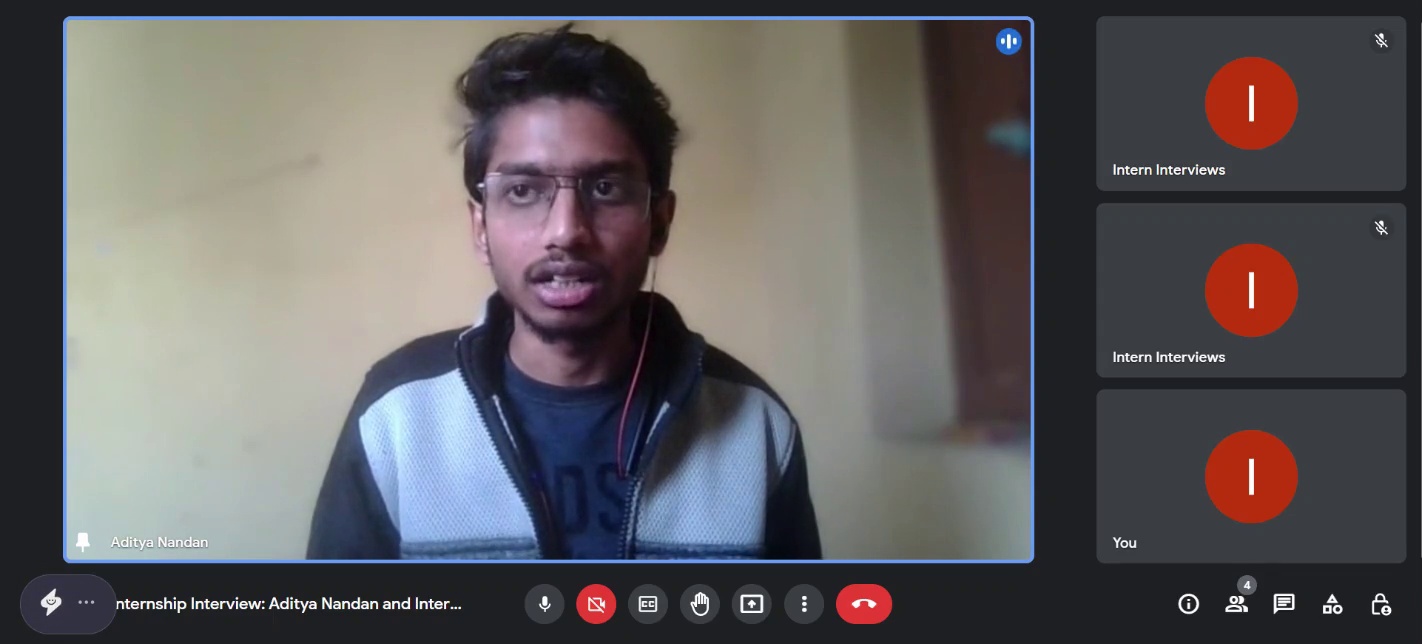 I
Intern Interviews
I
Intern Interviews
I
You
Aditya Nandan
nternship Interview: Aditya Nandan and Inter...
CC
4